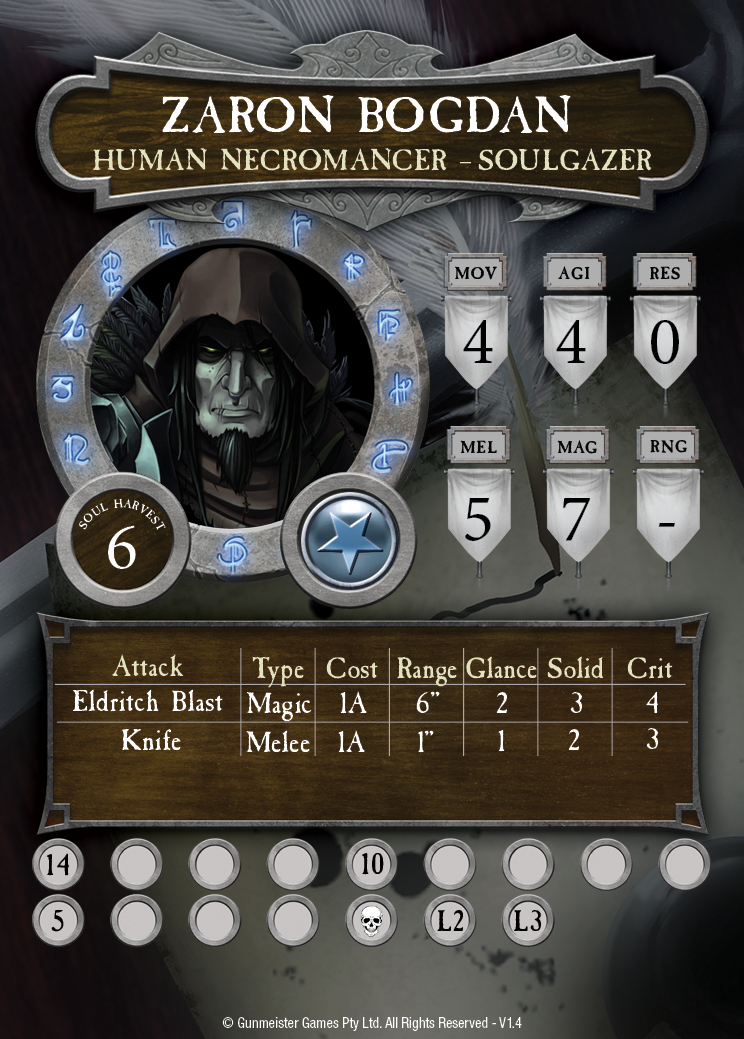 ZARON BOGDAN
HUMAN NECROMANCER – SOULGAZER
MOV AGI RES
4 4 0
MEL MAG RNG
5 7 -
SOUL HARVEST
6
Attack Type Cost Range Glance Solid Crit
Eldritch Blast Magic 1A 6” 2 3 4
Knife Melee 1A 1” 1 2 3
14 10
5 L2 L3
© Gunmeister Games Pty Ltd. All Rights Reserved - V1.4